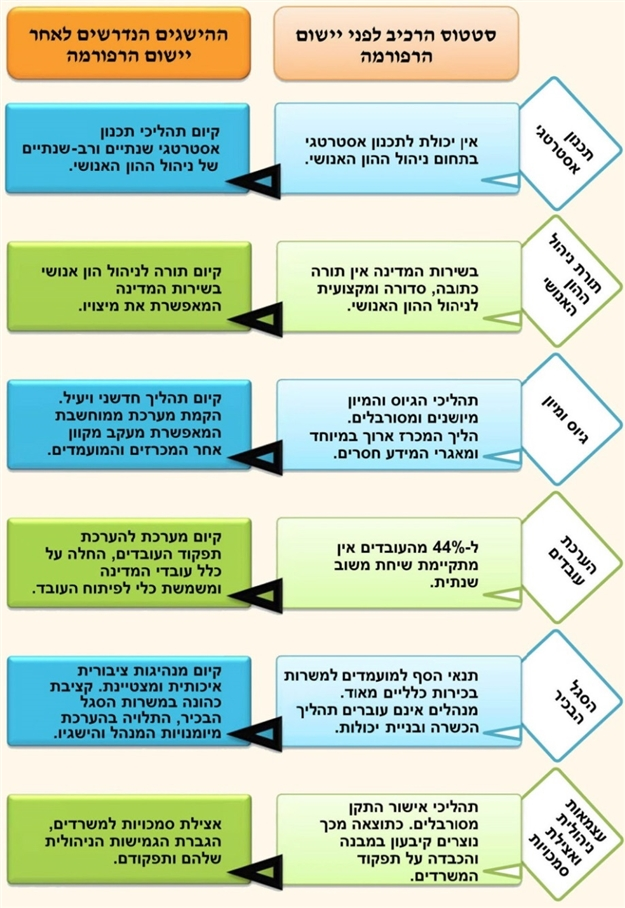 סטטוס הרכיב לפני יישום
הרפורמה
ההישגים הנדרשים לאחר
יישום הרפורמה
תכנון
אסטרטגי
אין יכולת לתכנון אסטרטגי
בתחום ניהול ההון האנושי.
קיום תהליכי תכנון
אסטרטגי שנתיים ורב-שנתיים
של ניהול ההון האנושי.
תורת ניהול
ההון
האנושי
בשירות המדינה אין תורה
כתובה, סדורה ומקצועית
לניהול ההון האנושי.
קיום תורה לניהול הון אנושי
בשירות המדינה
המאפשרת את מיצויו.
גיוס ומיון
תהליכי הגיוס והמיון
מיושנים ומסורבלים.
הליך המכרז ארוך במיוחד
ומאגרי המידע חסרים.
קיום תהליך חדשני ויעיל.
הקמת מערכת ממוחשבת
המאפשרת מעקב מקוון
אחר המכרזים והמועמדים.
הערכת
עובדים
ל-44% מהעובדים אין
מתקיימת שיחת משוב
שנתית.
קיום מערכת להערכת
תפקוד העובדים, החלה על
כלל עובדי המדינה
ומשמשת כלי לפיתוח העובד.
הסגל
הבכיר
תנאי הסף למועמדים למשרות
בכירות כלליים מאוד.
מנהלים אינם עוברים תהליך
הכשרה ובניית יכולות.
קיום מנהיגות ציבורית
איכותית ומצטיינת. קציבת
כהונה במשרות הסגל
הבכיר, התלויה בהערכת
מיומנויות המנהל והישגיו.
עצמאות
ניהולית
ואצילת
סמכויות
תהליכי אישור התקן
מסורבלים. כתוצאה מכך
נוצרים קיבעון במבנה
והכבדה על תפקוד
המשרדים.
אצילת סמכויות למשרדים,
הגברת הגמישות הניהולית
שלהם ותפקודם.